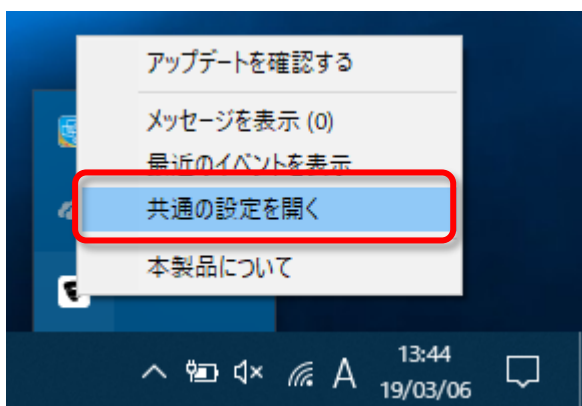 アップデートを確認する
メッセージを表示 (0)
最近のイベントを表示
共通の設定を開く
本製品について
A
13:44
19/03/06